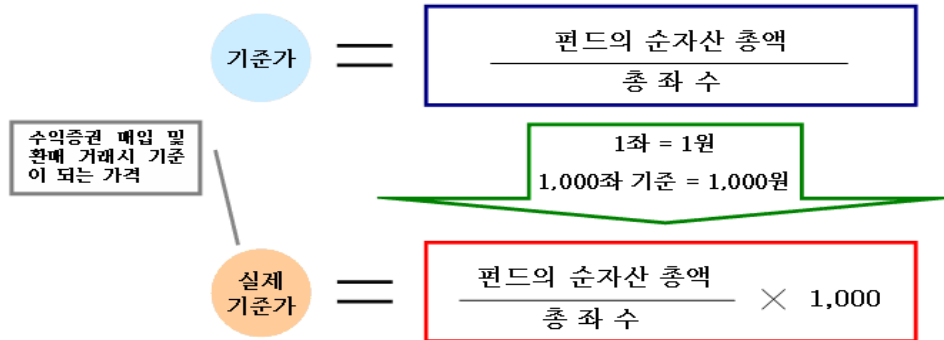 기준가
=
펀드의 순자산 총액
총 좌 수
수익증권 매입 및
환매 거래시 기준
이 되는 가격
1좌 = 1원
1,000좌 기준 = 1,000원
실제
기준가
=
펀드의 순자산 총액
총 좌 수
× 1,000